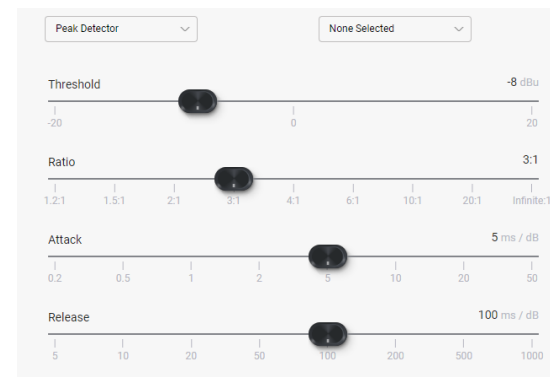 Peak Detector None Selected
Threshold -8 dBu
-20 0 20
Ratio 3:1
1.2:1 1.5:1 2:1 3:1 4:1 6:1 10:1 20:1 Infinite:1
Attack 5 ms / dB
0.2 0.5 1 2 5 10 20 50
Release 100 ms / dB
5 10 20 50 100 200 500 1000